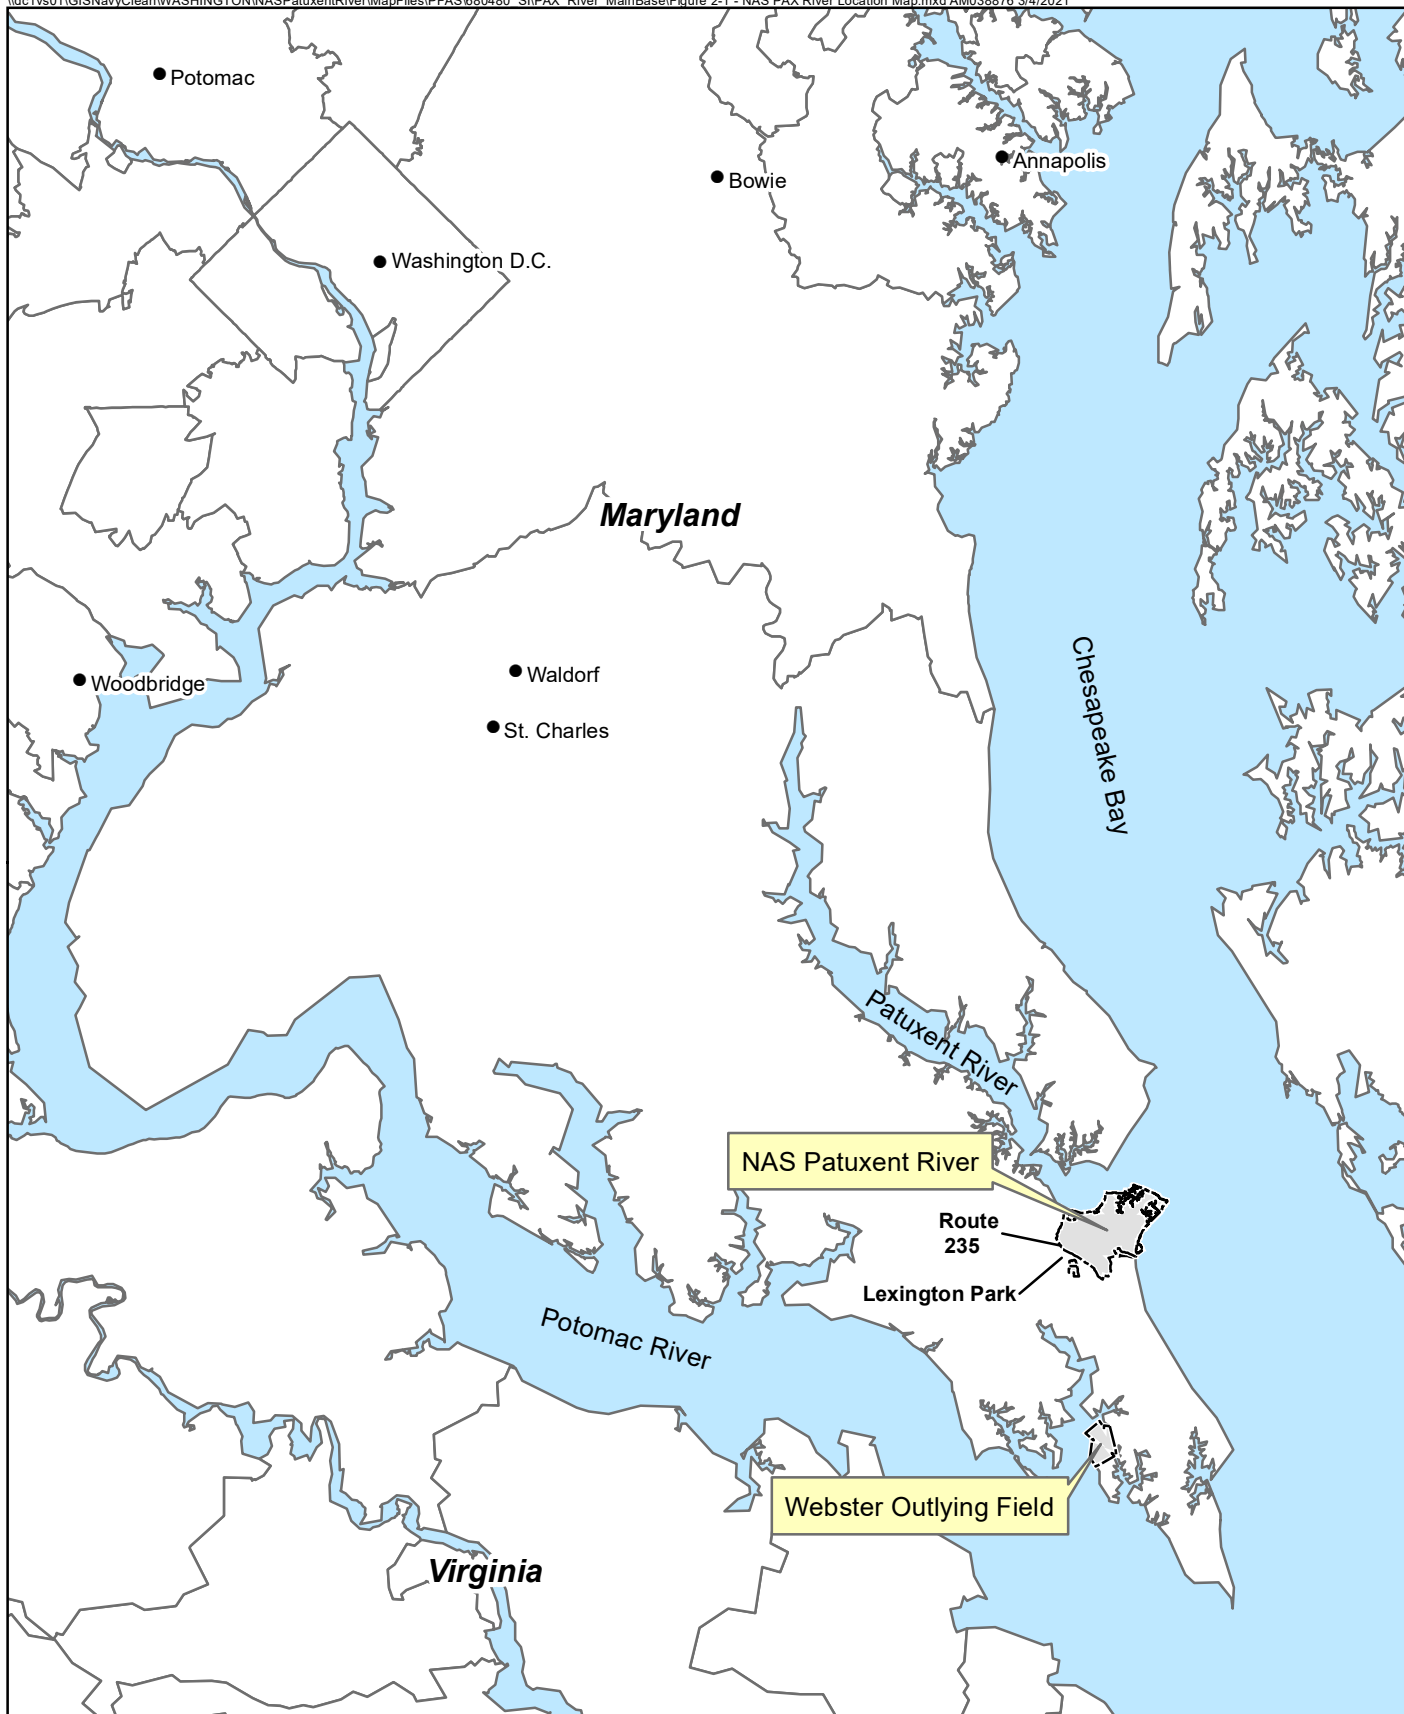 Potomac
Annapolis
Bowie
Washington D.C.
Maryland
Chesapeake Bay
Waldorf
Woodbridge
St. Charles
Patuxent River
NAS Patuxent River
Route
235
Lexington Park
Potomac River
Webster Outlying Field
Virginia